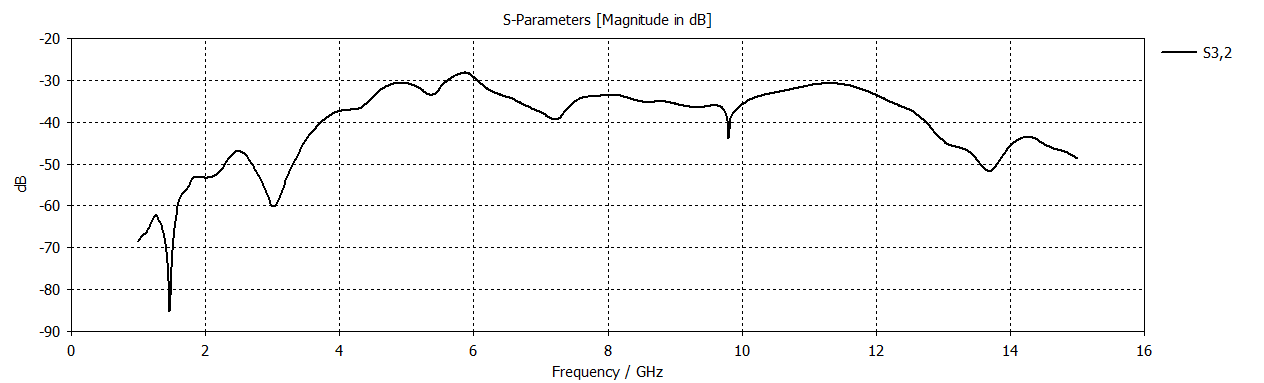 S-Parameters [Magnitude in dB]
-20
-30
-40
-50
-60
-70
-80
-90
dB
0 2 4 6 8 10 12 14 16
Frequency / GHz
S3,2